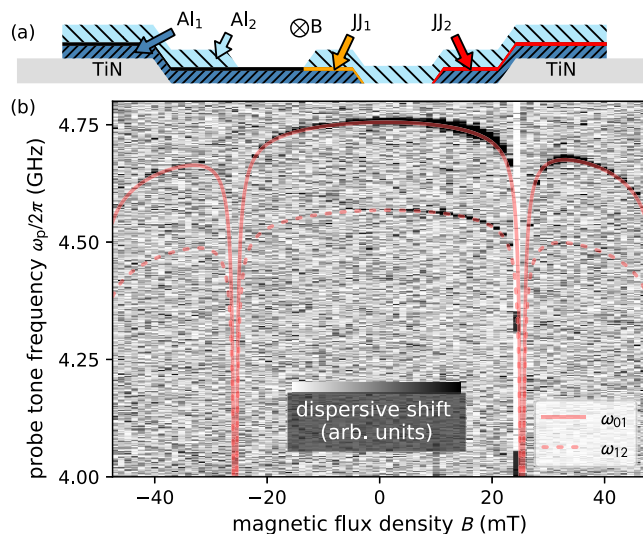 (a)
Al₁
Al₂
⊗B
JJ₁
JJ₂
TiN
TiN
(b)
4.75
4.50
4.25
4.00
probe tone frequency ωₚ/2π (GHz)
dispersive shift
(arb. units)
ω₀₁
ω₁₂
−40
−20
0
20
40
magnetic flux density B (mT)